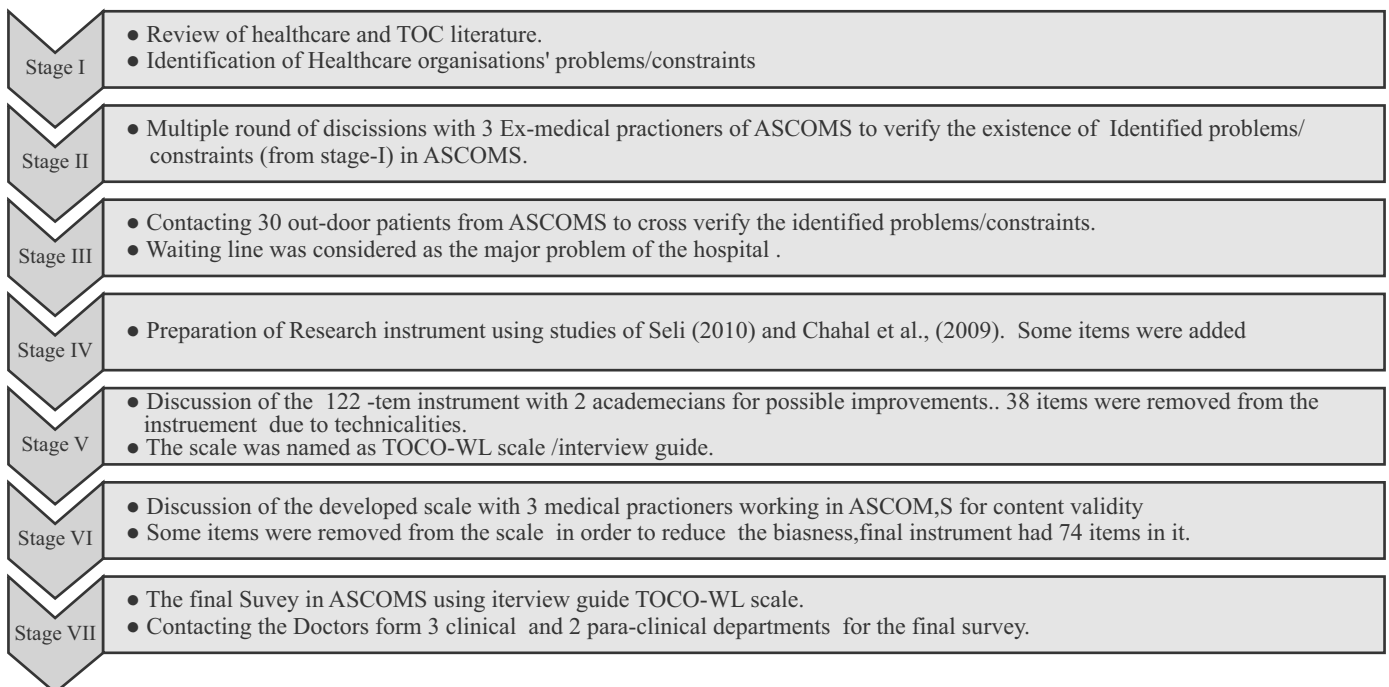 Stage I
● Review of healthcare and TOC literature.
● Identification of Healthcare organisations' problems/constraints
Stage II
● Multiple round of discissions with 3 Ex-medical practioners of ASCOMS to verify the existence of Identified problems/
constraints (from stage-I) in ASCOMS.
Stage III
● Contacting 30 out-door patients from ASCOMS to cross verify the identified problems/constraints.
● Waiting line was considered as the major problem of the hospital .
Stage IV
● Preparation of Research instrument using studies of Seli (2010) and Chahal et al., (2009). Some items were added
Stage V
● Discussion of the 122 -tem instrument with 2 academecians for possible improvements.. 38 items were removed from the
instruement due to technicalities.
● The scale was named as TOCO-WL scale /interview guide.
Stage VI
● Discussion of the developed scale with 3 medical practioners working in ASCOM,S for content validity
● Some items were removed from the scale in order to reduce the biasness,final instrument had 74 items in it.
Stage VII
● The final Suvey in ASCOMS using iterview guide TOCO-WL scale.
● Contacting the Doctors form 3 clinical and 2 para-clinical departments for the final survey.